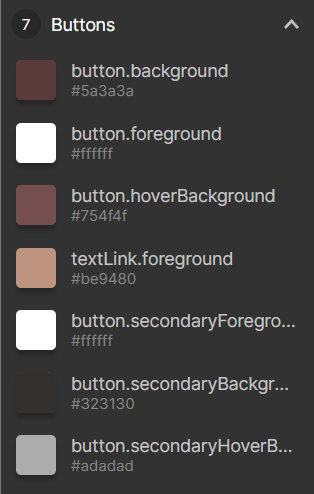 7 Buttons
button.background
#5a3a3a
button.foreground
#ffffff
button.hoverBackground
#754f4f
textLink.foreground
#be9480
button.secondaryForegro...
#ffffff
button.secondaryBackgr...
#323130
button.secondaryHoverB...
#adadad